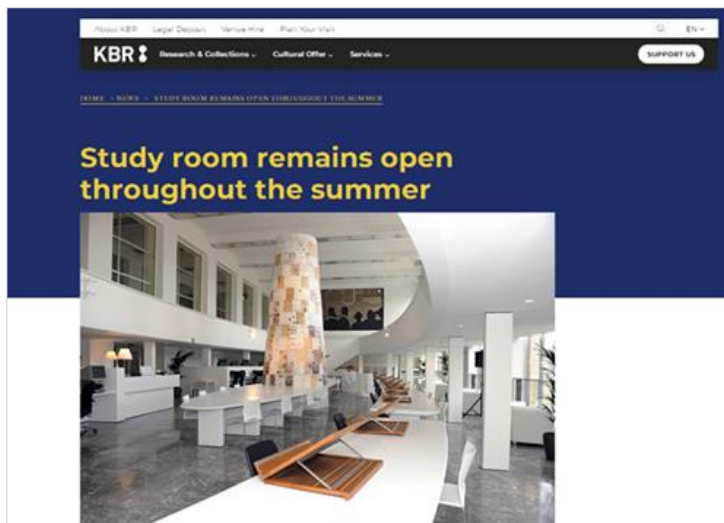 About KBR Legal Deposit Venue Hire Plan Your Visit EN
KBR Research & Collections Cultural Offer Services SUPPORT US
HOME > NEWS > STUDY ROOM REMAINS OPEN THROUGHOUT THE SUMMER
Study room remains open
throughout the summer